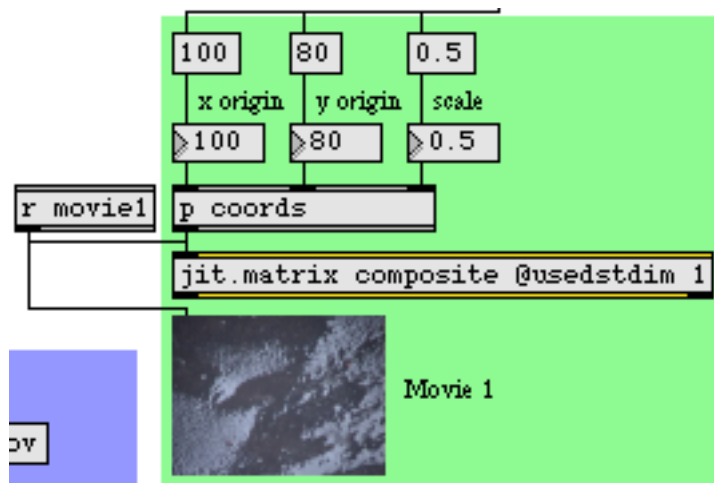 100 80 0.5
x origin y origin scale
100 80 0.5
r movie1 p coords
jit.matrix composite @usedstdim 1
Movie 1
ov